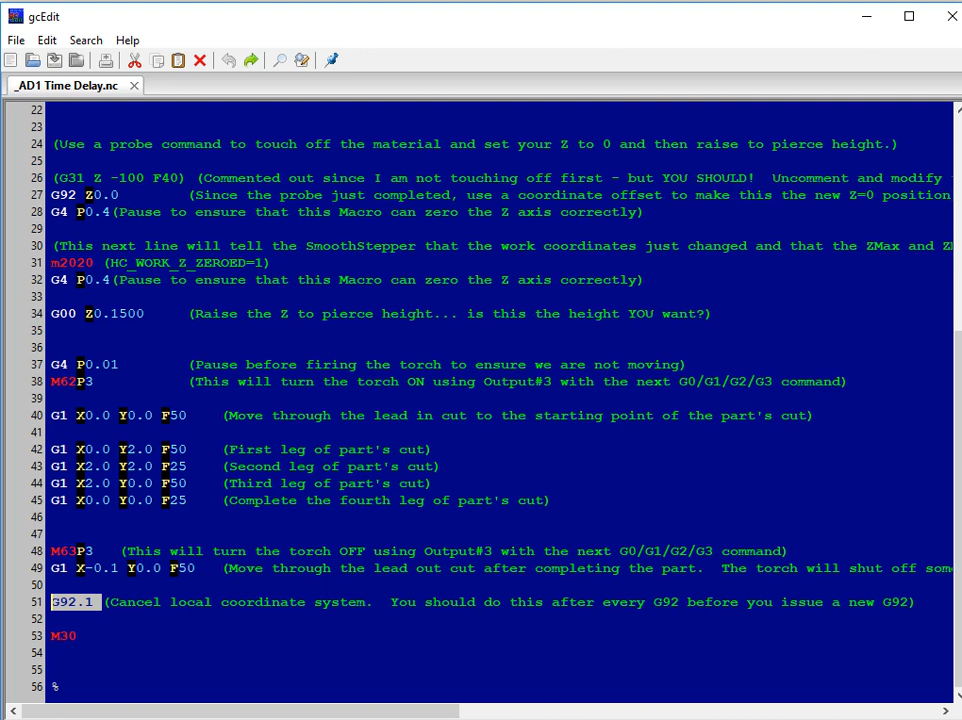 gcEdit
File Edit Search Help
_AD1 Time Delay.nc
22
23
24 (Use a probe command to touch off the material and set your Z to 0 and then raise to pierce height.)
25
26 (G31 Z -100 F40) (Commented out since I am not touching off first - but YOU SHOULD! Uncomment and modify
27 G92 Z0.0 (Since the probe just completed, use a coordinate offset to make this the new Z=0 position
28 G4 P0.4(Pause to ensure that this Macro can zero the Z axis correctly)
29
30 (This next line will tell the SmoothStepper that the work coordinates just changed and that the ZMax and
31 m2020 (HC_WORK_Z_ZEROED=1)
32 G4 P0.4(Pause to ensure that this Macro can zero the Z axis correctly)
33
34 G00 Z0.1500 (Raise the Z to pierce height... is this the height YOU want?)
35
36
37 G4 P0.01 (Pause before firing the torch to ensure we are not moving)
38 M62P3 (This will turn the torch ON using Output#3 with the next G0/G1/G2/G3 command)
39
40 G1 X0.0 Y0.0 F50 (Move through the lead in cut to the starting point of the part's cut)
41
42 G1 X0.0 Y2.0 F50 (First leg of part's cut)
43 G1 X2.0 Y2.0 F25 (Second leg of part's cut)
44 G1 X2.0 Y0.0 F50 (Third leg of part's cut)
45 G1 X0.0 Y0.0 F25 (Complete the fourth leg of part's cut)
46
47
48 M63P3 (This will turn the torch OFF using Output#3 with the next G0/G1/G2/G3 command)
49 G1 X-0.1 Y0.0 F50 (Move through the lead out cut after completing the part. The torch will shut off
50
51 G92.1 (Cancel local coordinate system. You should do this after every G92 before you issue a new G92)
52
53 M30
54
55
56 %